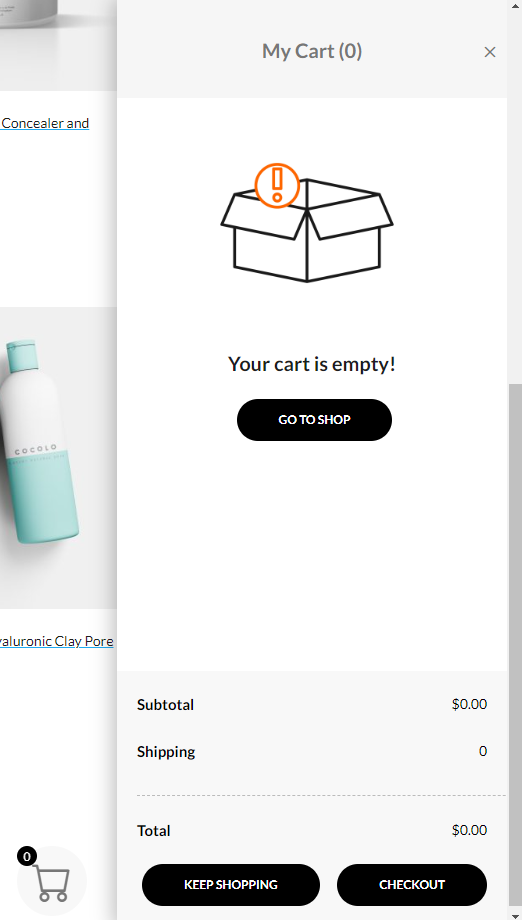 My Cart (0)
×
Concealer and
Your cart is empty!
GO TO SHOP
COCOLO
Clay Pore
Subtotal $0.00
Shipping 0
Total $0.00
0
KEEP SHOPPING CHECKOUT